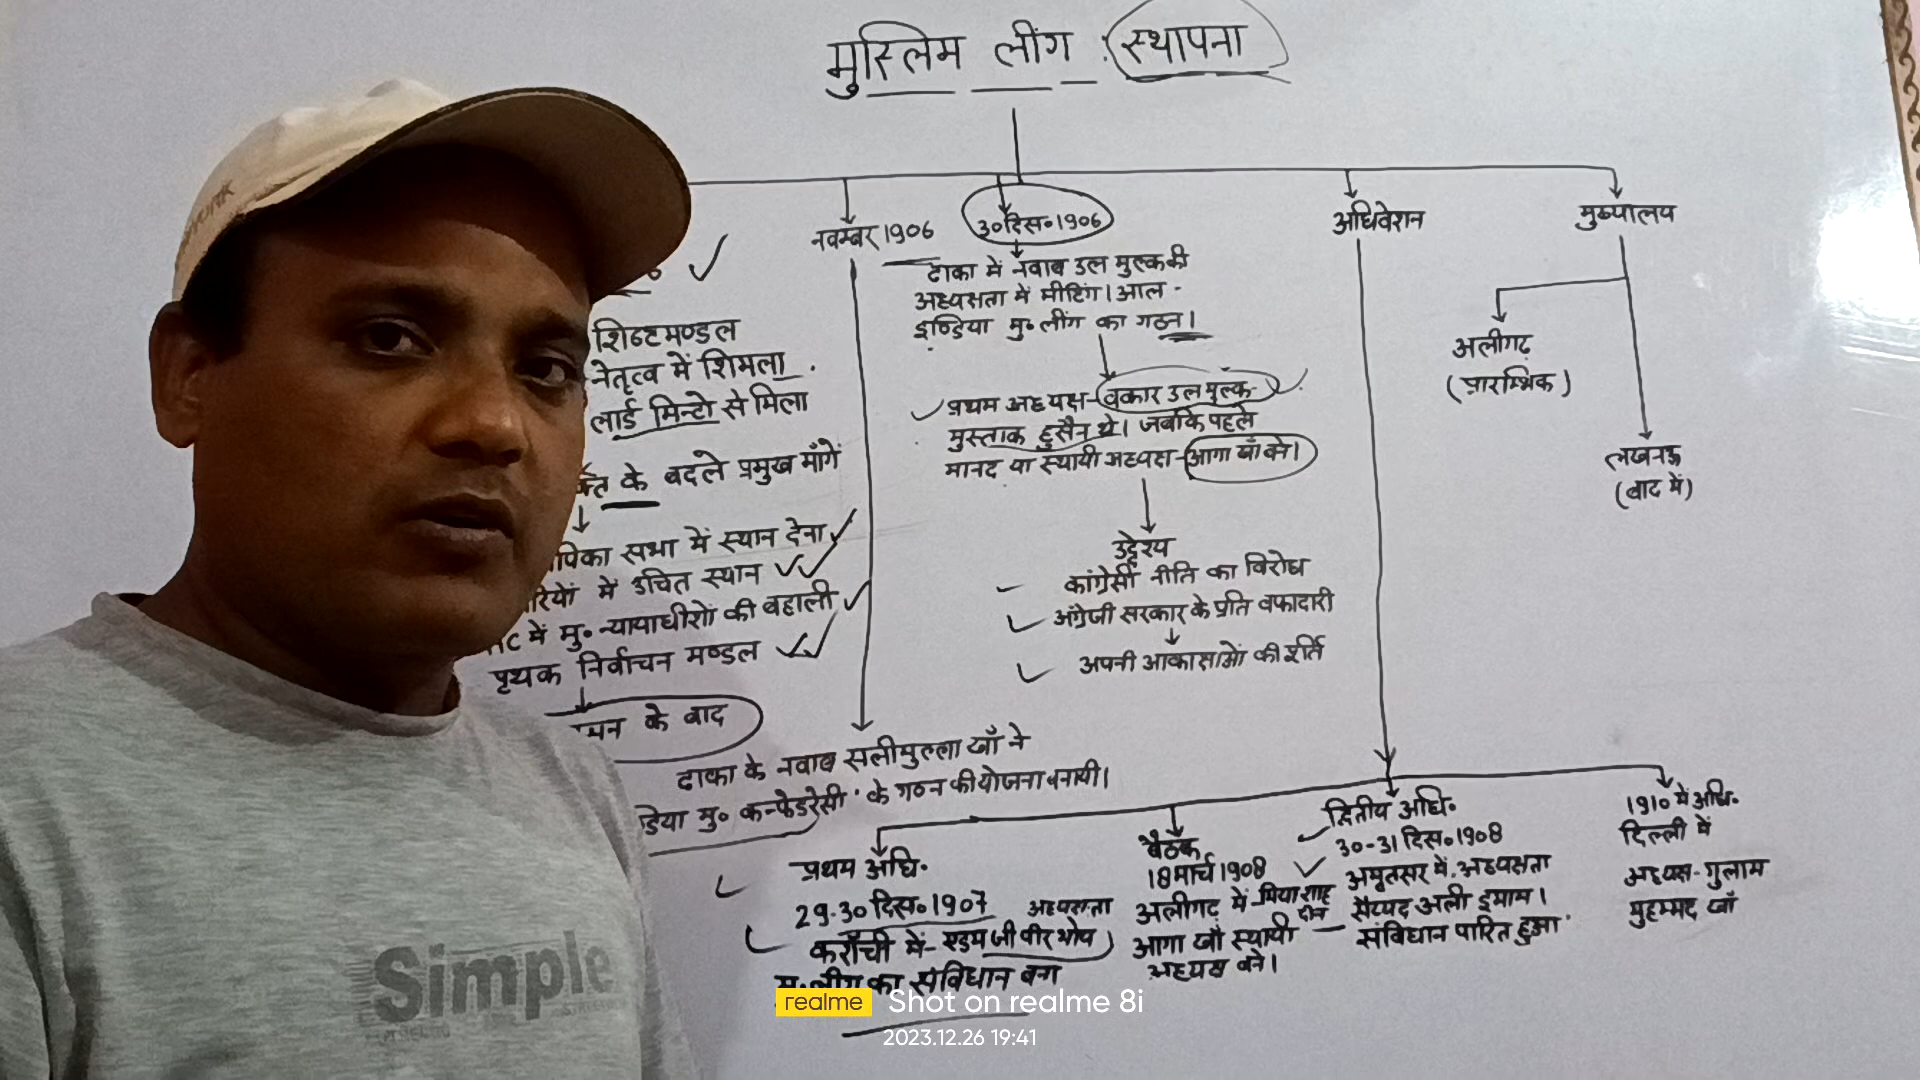 मुस्लिम लीग : स्थापना
शिष्टमण्डल
नेतृत्व में शिमला
लार्ड मिन्टो से मिला
के बदले प्रमुख माँगें
सभा में स्थान देना
में उचित स्थान
में मु॰ न्यायाधीशों की बहाली
पृथक निर्वाचन मण्डल
के बाद
नवम्बर 1906
ढाका के नवाब सलीमुल्ला खाँ ने
डिया मु॰ कन्फेडरेसी' के गठन की योजना बनायी।
30 दिस॰ 1906
ढाका में नवाब उल मुल्क की
अध्यक्षता में मीटिंग। आल -
इण्डिया मु॰ लीग का गठन।
प्रथम अध्यक्ष - वकार उल मुल्क -
मुस्ताक हुसैन थे। जबकि पहले
मानद या स्थायी अध्यक्ष - आगा खाँ बने।
उद्देश्य
कांग्रेसी नीति का विरोध
अंग्रेजी सरकार के प्रति वफादारी
अपनी की
अधिवेशन
प्रथम अधि॰
29-30 दिस॰ 1907 अध्यक्षता
कराँची में - एडम जी पीर भोय
मु॰ लीग का संविधान बना
बैठक
18 मार्च 1908
अलीगढ़ में - मियां शाह
दीन
आगा खाँ स्थायी
अध्यक्ष बने।
द्वितीय अधि॰
30-31 दिस॰ 1908
अमृतसर में. अध्यक्षता
सैय्यद अली इमाम।
संविधान पारित हुआ
1910 में अधि॰
दिल्ली में
अध्यक्ष - गुलाम
मुहम्मद खाँ
मुख्यालय
अलीगढ़
(प्रारम्भिक)
लखनऊ
(बाद में)
Simple
realme Shot on realme 8i
2023.12.26 19:41